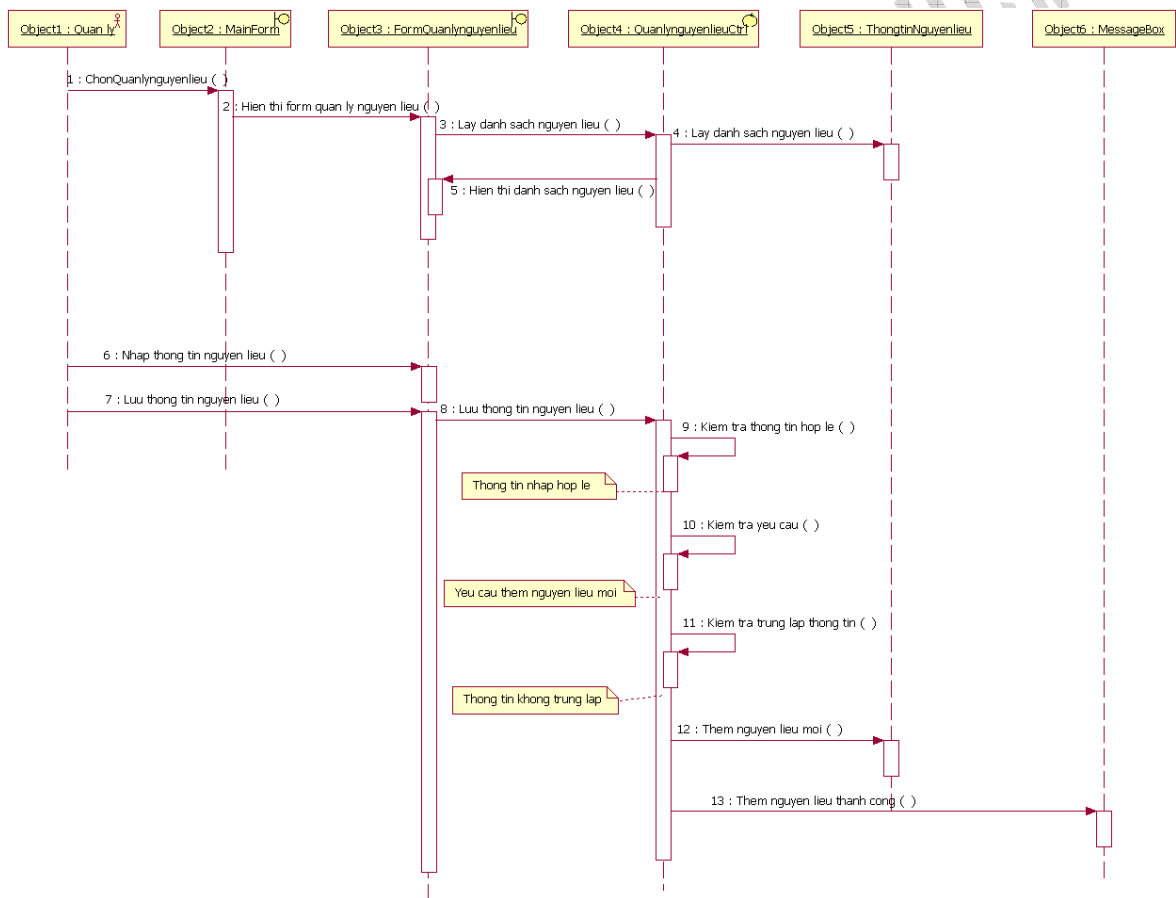 Object1 : Quan ly
Object2 : MainForm
Object3 : FormQuanlynguyenlieu
Object4 : QuanlynguyenlieuCtrl
Object5 : ThongtinNguyenlieu
Object6 : MessageBox
1 : ChonQuanlynguyenlieu ( )
2 : Hien thi form quan ly nguyen lieu ( )
3 : Lay danh sach nguyen lieu ( )
4 : Lay danh sach nguyen lieu ( )
5 : Hien thi danh sach nguyen lieu ( )
6 : Nhap thong tin nguyen lieu ( )
7 : Luu thong tin nguyen lieu ( )
8 : Luu thong tin nguyen lieu ( )
9 : Kiem tra thong tin hop le ( )
Thong tin nhap hop le
10 : Kiem tra yeu cau ( )
Yeu cau them nguyen lieu moi
11 : Kiem tra trung lap thong tin ( )
Thong tin khong trung lap
12 : Them nguyen lieu moi ( )
13 : Them nguyen lieu thanh cong ( )